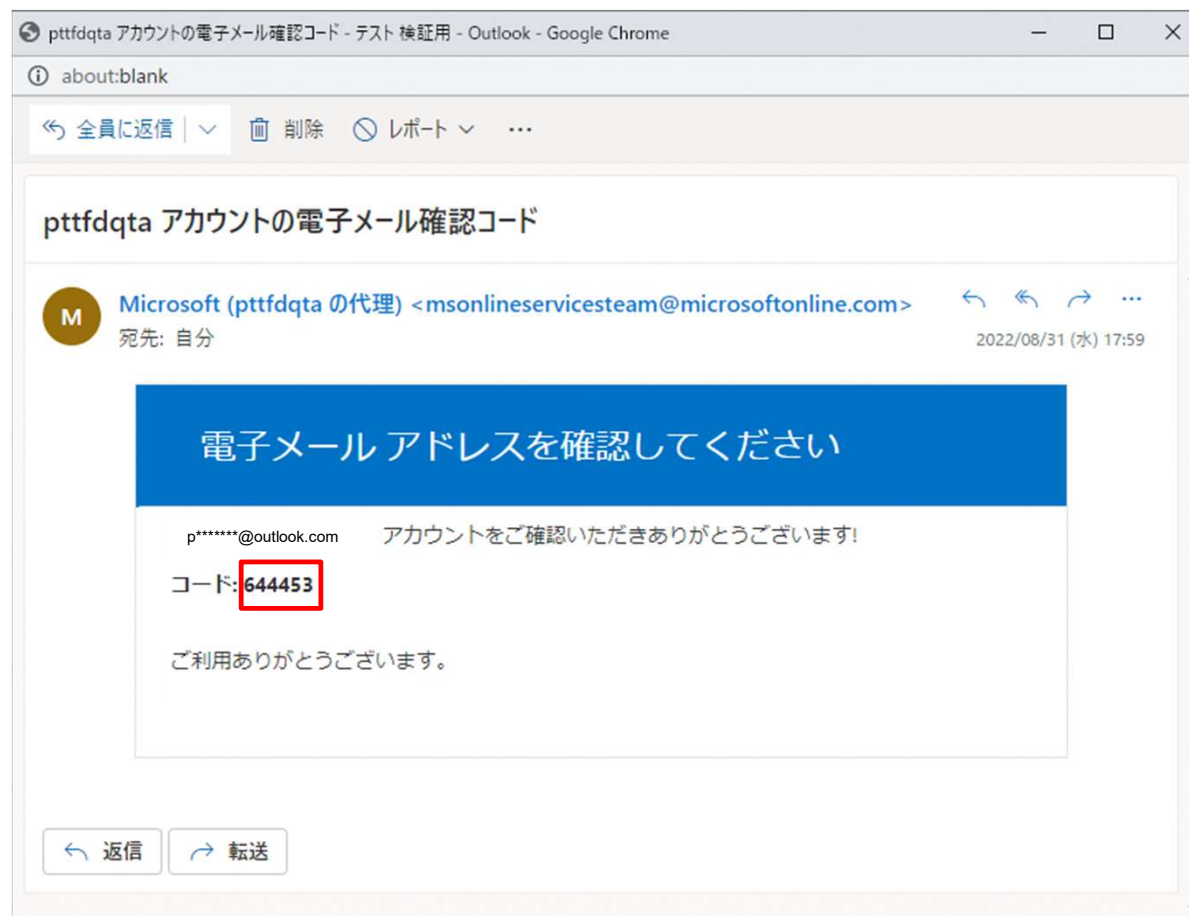 pttfdqta アカウントの電子メール確認コード - テスト 検証用 - Outlook - Google Chrome
about:blank
全員に返信 削除 レポート ...
pttfdqta アカウントの電子メール確認コード
M
Microsoft (pttfdqta の代理) <msonlineservicesteam@microsoftonline.com>
宛先: 自分
2022/08/31 (水) 17:59
電子メール アドレスを確認してください
p*******@outlook.com アカウントをご確認いただきありがとうございます!
コード: 644453
ご利用ありがとうございます。
返信 転送